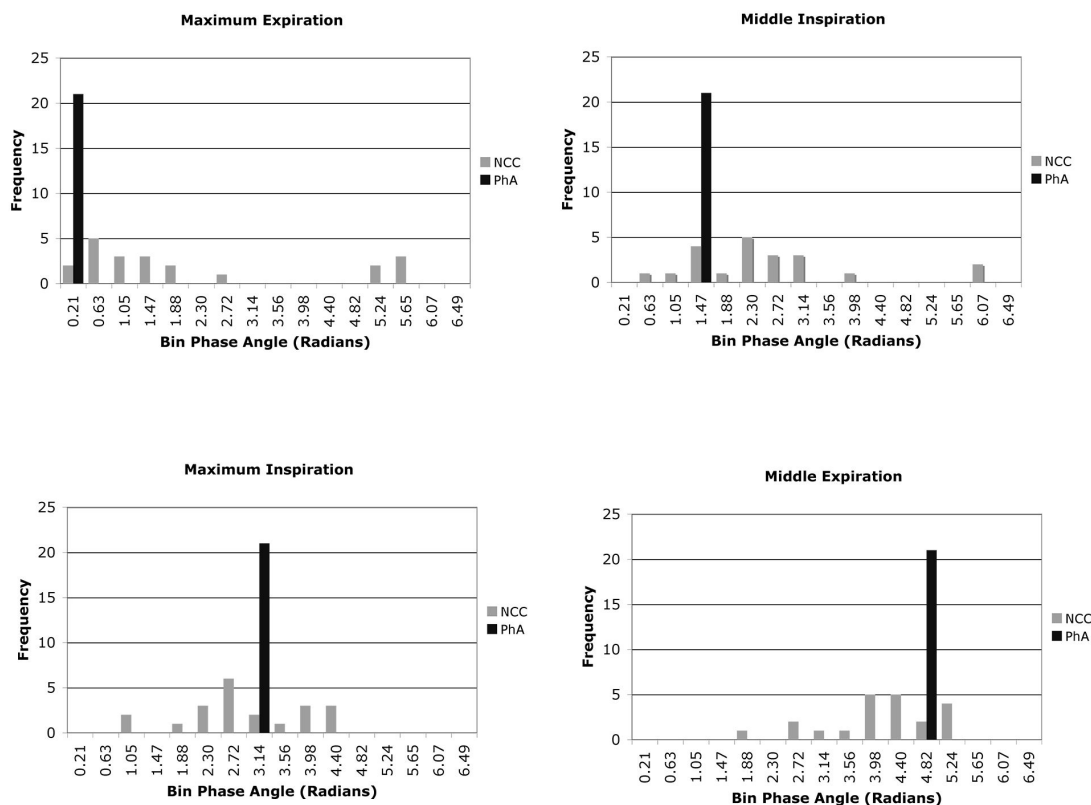 Maximum Expiration
25
20
15
10
5
0
Frequency
0.21 0.63 1.05 1.47 1.88 2.30 2.72 3.14 3.56 3.98 4.40 4.82 5.24 5.65 6.07 6.49
Bin Phase Angle (Radians)
NCC
PhA
Middle Inspiration
25
20
15
10
5
0
Frequency
0.21 0.63 1.05 1.47 1.88 2.30 2.72 3.14 3.98 4.40 4.82 5.24 5.65 6.07 6.49
Bin Phase Angle (Radians)
NCC
PhA
Maximum Inspiration
25
20
15
10
5
0
Frequency
0.21 0.63 1.05 1.47 1.88 2.30 2.72 3.14 3.56 3.98 4.40 4.82 5.24 5.65 6.07 6.49
Bin Phase Angle (Radians)
NCC
PhA
Middle Expiration
25
20
15
10
5
0
Frequency
0.21 0.63 1.05 1.47 1.88 2.30 2.72 3.14 3.56 3.98 4.40 4.82 5.24 5.65 6.07 6.49
Bin Phase Angle (Radians)
NCC
PhA